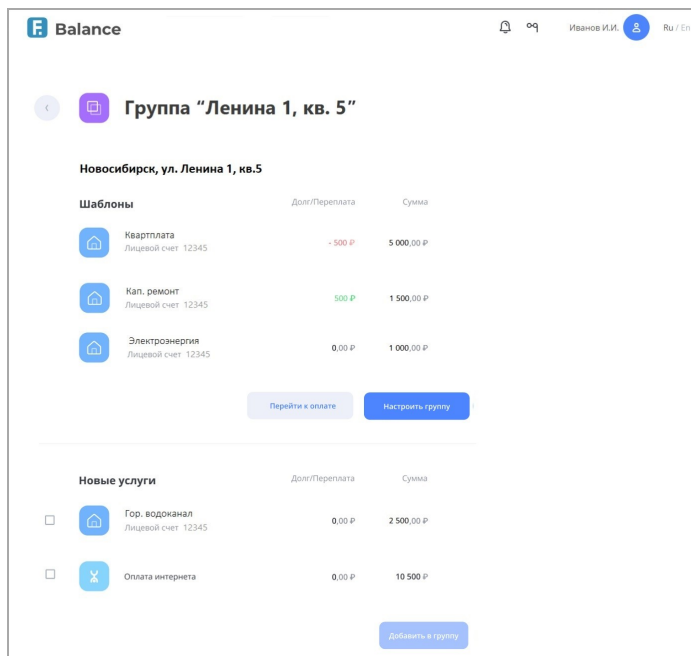 F. Balance
Иванов И.И.
Ru / En
Группа “Ленина 1, кв. 5”
Новосибирск, ул. Ленина 1, кв.5
Шаблоны Долг/Переплата Сумма
Квартплата
Лицевой счет 12345
- 500 ₽ 5 000,00 ₽
Кап. ремонт
Лицевой счет 12345
500 ₽ 1 500,00 ₽
Электроэнергия
Лицевой счет 12345
0,00 ₽ 1 000,00 ₽
Перейти к оплате Настроить группу
Новые услуги Долг/Переплата Сумма
Гор. водоканал
Лицевой счет 12345
0,00 ₽ 2 500,00 ₽
Оплата интернета 0,00 ₽ 10 500 ₽
Добавить в группу